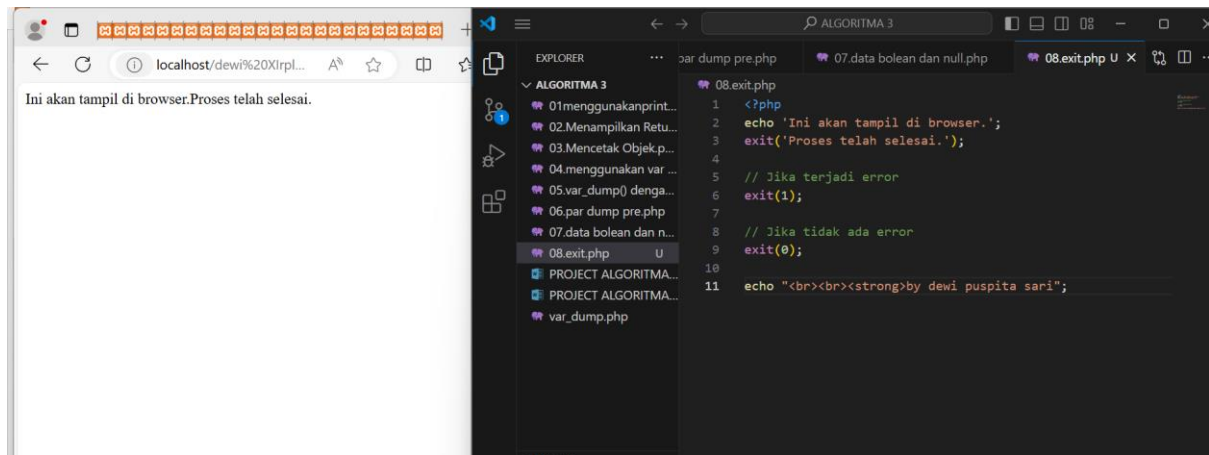 localhost/dewi%20XIrpl...
Ini akan tampil di browser.Proses telah selesai.
ALGORITMA 3
EXPLORER
ALGORITMA 3
01menggunakanprint...
02.Menampilkan Retu...
03.Mencetak Objek.p...
04.menggunakan var ...
05.var_dump() denga...
06.par dump pre.php
07.data bolean dan n...
08.exit.php U
PROJECT ALGORITMA...
PROJECT ALGORITMA...
var_dump.php
par dump pre.php
07.data bolean dan null.php
08.exit.php U
08.exit.php
1 <?php
2 echo 'Ini akan tampil di browser.';
3 exit('Proses telah selesai.');
4
5 // Jika terjadi error
6 exit(1);
7
8 // Jika tidak ada error
9 exit(0);
10
11 echo "<br><br><strong>by dewi puspita sari";
1